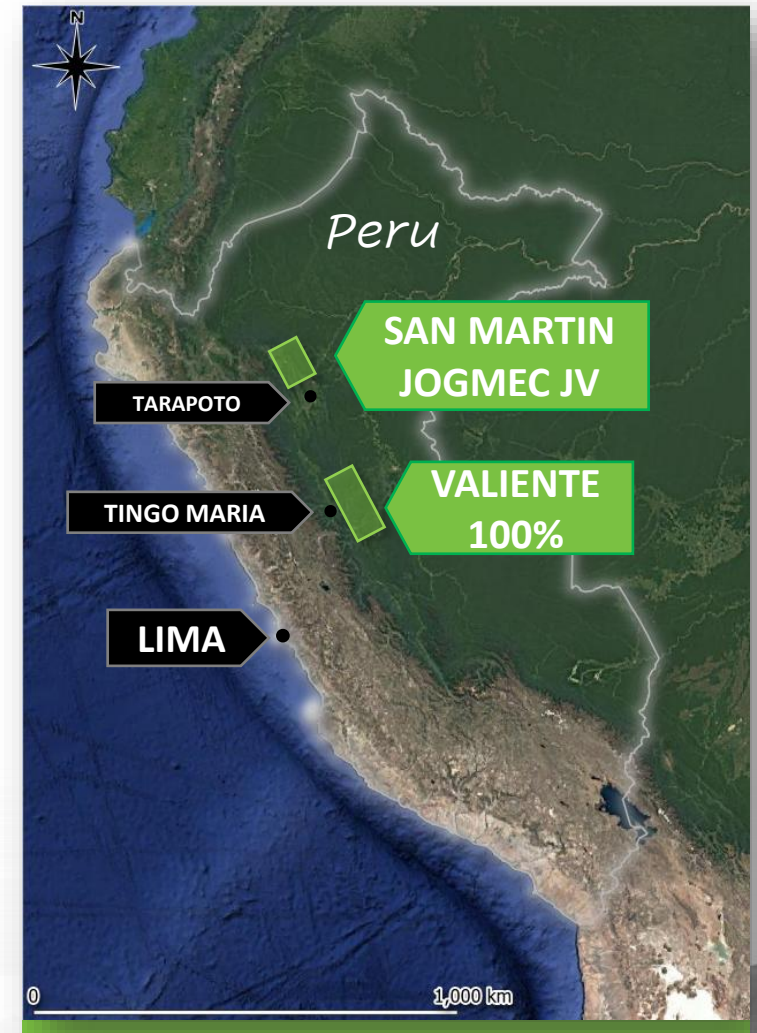 N
Peru
SAN MARTIN
JOGMEC JV
TARAPOTO
VALIENTE
100%
TINGO MARIA
LIMA
0
1,000 km